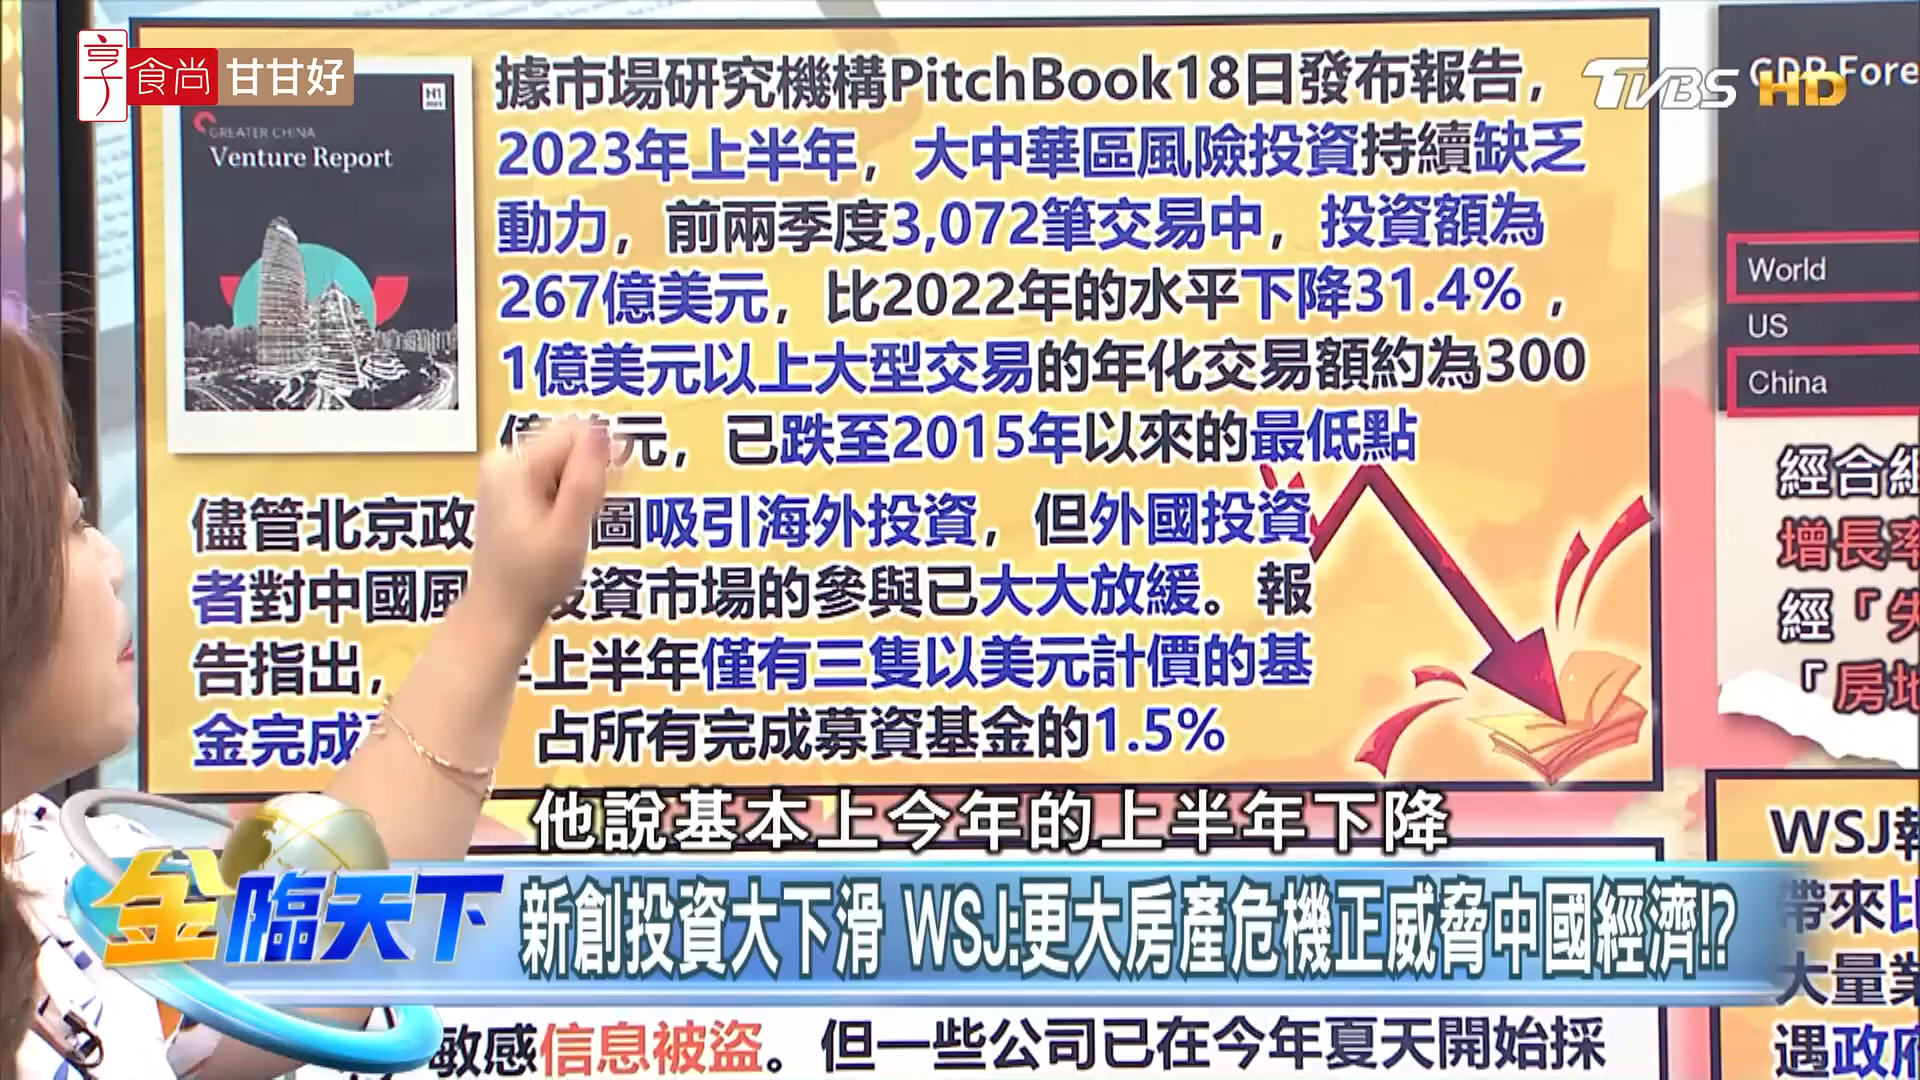 享食尚 甘甘好
TVBS HD
H1
GREATER CHINA
Venture Report
據市場研究機構PitchBook18日發布報告，
2023年上半年，大中華區風險投資持續缺乏
動力，前兩季度3,072筆交易中，投資額為
267億美元，比2022年的水平下降31.4%，
1億美元以上大型交易的年化交易額約為300
元，已跌至2015年以來的最低點
儘管北京政 圖吸引海外投資，但外國投資
者對中國風 資市場的參與已大大放緩。報
告指出， 上半年僅有三隻以美元計價的基
金完成 占所有完成募資基金的1.5%
World
US
China
經合
增長率
經「失
「房地
他說基本上今年的上半年下降
金臨天下
新創投資大下滑 WSJ:更大房產危機正威脅中國經濟!?
WSJ報
帶來比
大量業
遇政府
敏感信息被盜。但一些公司已在今年夏天開始採